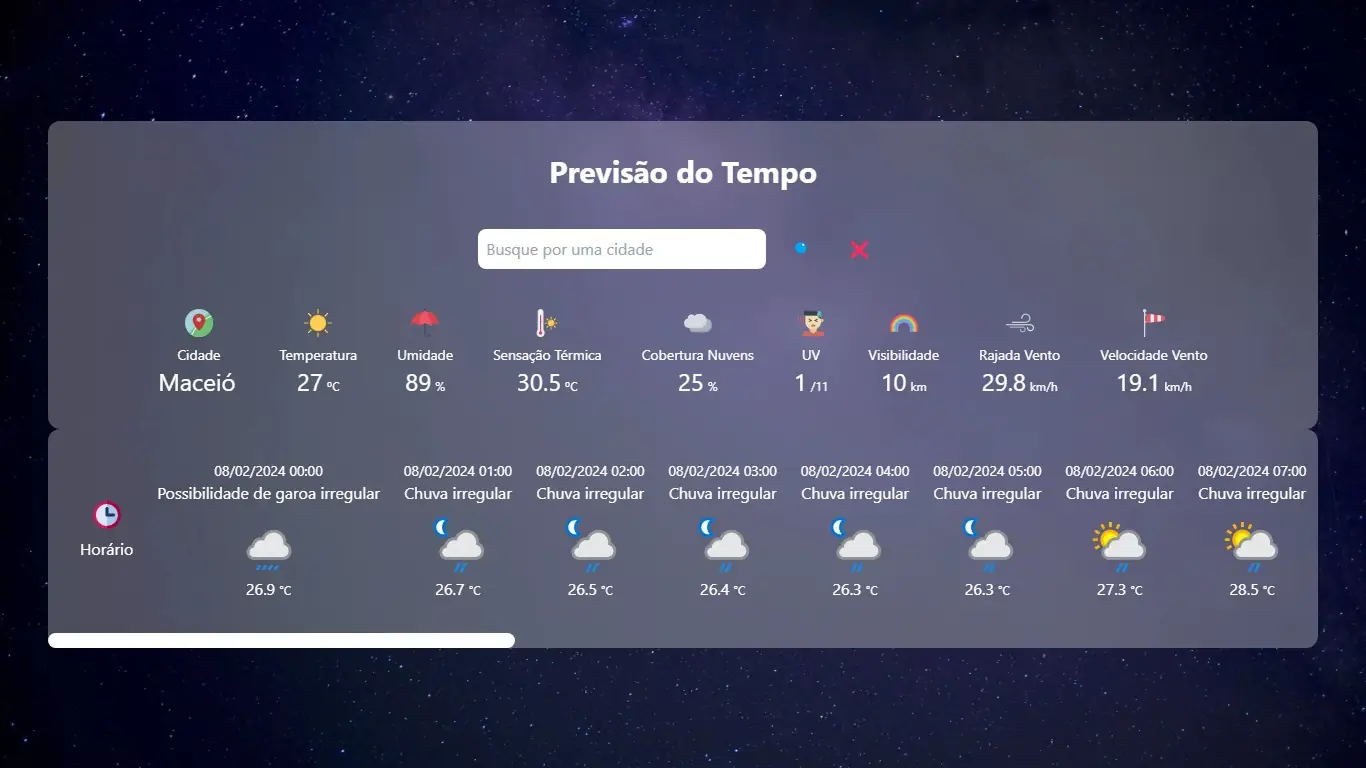 Previsão do Tempo
Busque por uma cidade
Cidade Temperatura Umidade Sensação Térmica Cobertura Nuvens UV Visibilidade Rajada Vento Velocidade Vento
Maceió 27 ºC 89 % 30.5 ºC 25 % 1 /11 10 km 29.8 km/h 19.1 km/h
08/02/2024 00:00 08/02/2024 01:00 08/02/2024 02:00 08/02/2024 03:00 08/02/2024 04:00 08/02/2024 05:00 08/02/2024 06:00 08/02/2024 07:00
Possibilidade de garoa irregular Chuva irregular Chuva irregular Chuva irregular Chuva irregular Chuva irregular Chuva irregular Chuva irregular
Horário
26.9 °C 26.7 °C 26.5 °C 26.4 °C 26.3 °C 26.3 °C 27.3 °C 28.5 °C